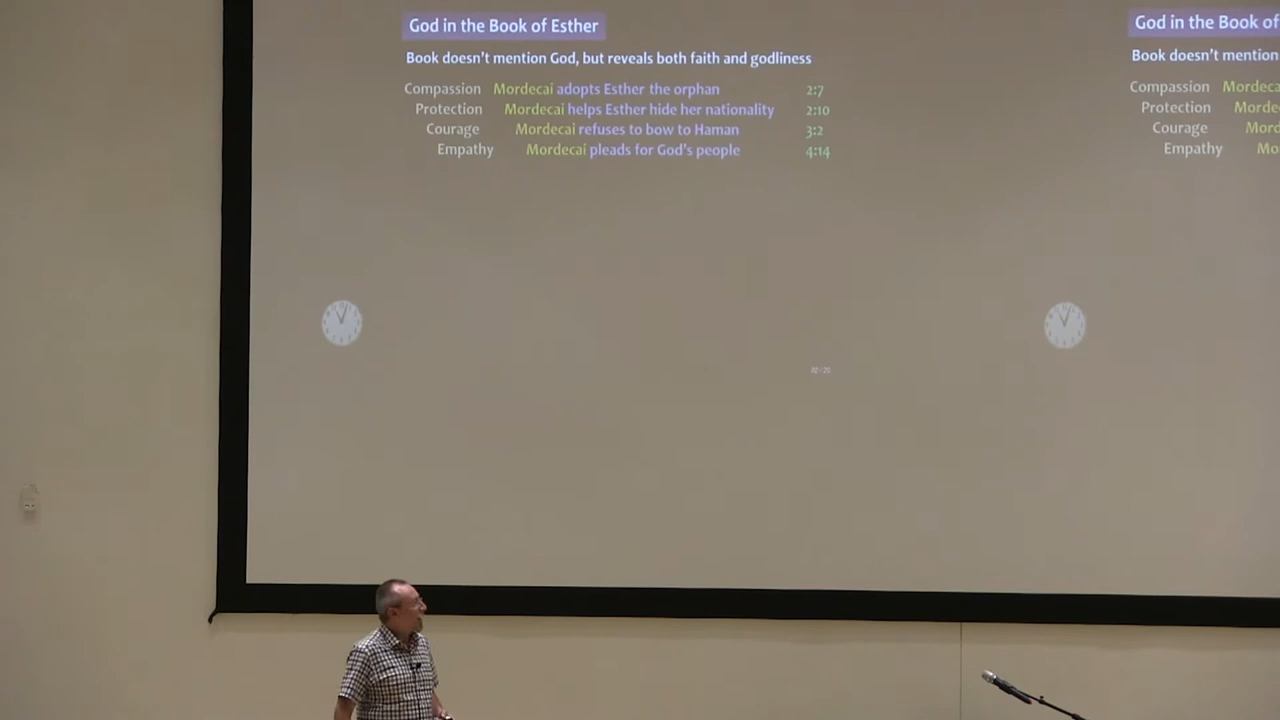 God in the Book of Esther
Book doesn't mention God, but reveals both faith and godliness
Compassion Mordecai adopts Esther the orphan 2:7
Protection Mordecai helps Esther hide her nationality 2:10
Courage Mordecai refuses to bow to Haman 3:2
Empathy Mordecai pleads for God's people 4:14
God in the Book of
Book doesn't mention
Compassion Mordeca
Protection Morde
Courage Mord
Empathy Mo